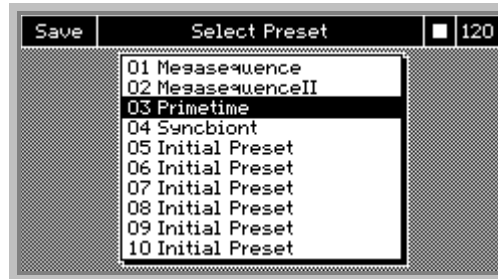 Save Select Preset 120
01 Megasequence
02 MegasequenceII
03 Primetime
04 Syncbiont
05 Initial Preset
06 Initial Preset
07 Initial Preset
08 Initial Preset
09 Initial Preset
10 Initial Preset